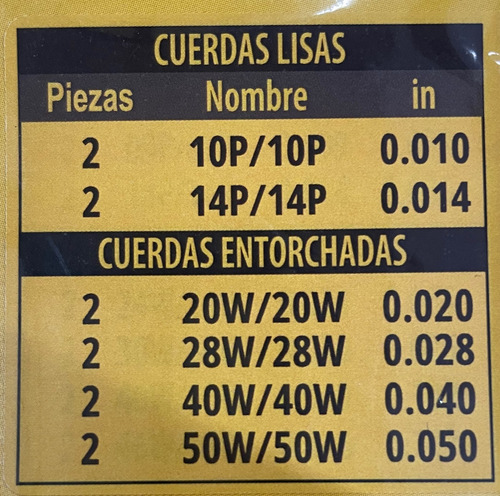 CUERDAS LISAS
Piezas Nombre in
2 10P/10P 0.010
2 14P/14P 0.014
CUERDAS ENTORCHADAS
2 20W/20W 0.020
2 28W/28W 0.028
2 40W/40W 0.040
2 50W/50W 0.050